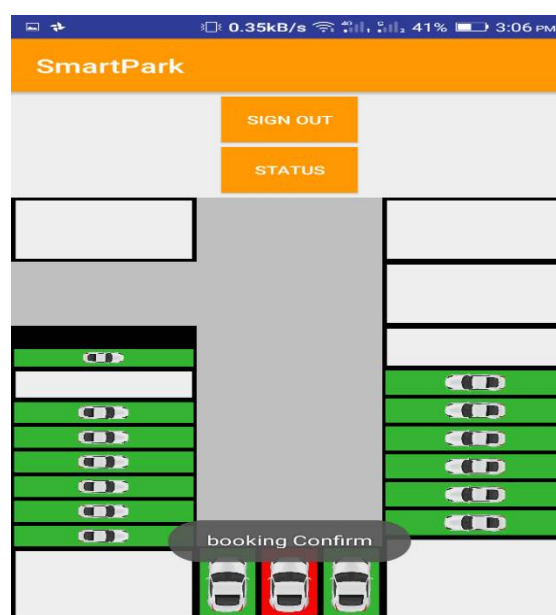 0.35kB/s 41% 3:06 PM
SmartPark
SIGN OUT
STATUS
booking Confirm